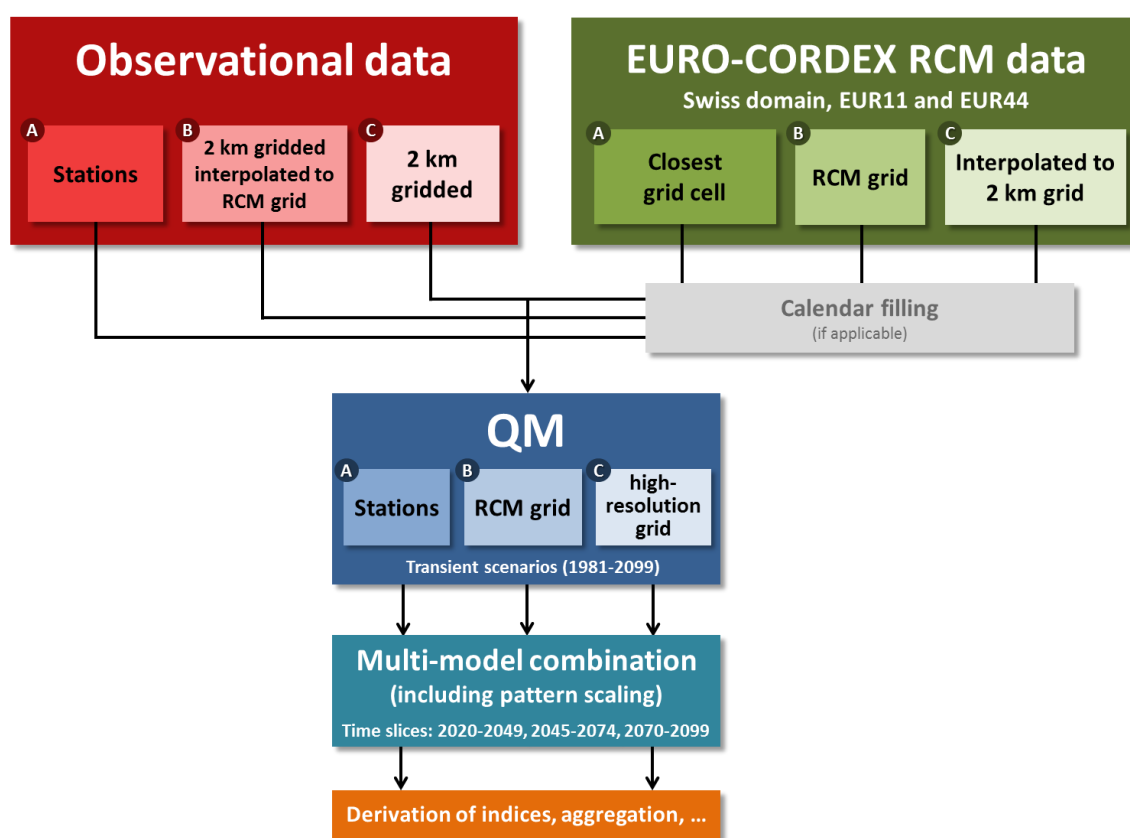 Observational data
A
Stations
B
2 km gridded
interpolated to
RCM grid
C
2 km
gridded
EURO-CORDEX RCM data
Swiss domain, EUR11 and EUR44
A
Closest
grid cell
B
RCM grid
C
Interpolated to
2 km grid
Calendar filling
(if applicable)
QM
A
Stations
B
RCM grid
C
high-
resolution
grid
Transient scenarios (1981-2099)
Multi-model combination
(including pattern scaling)
Time slices: 2020-2049, 2045-2074, 2070-2099
Derivation of indices, aggregation, ...